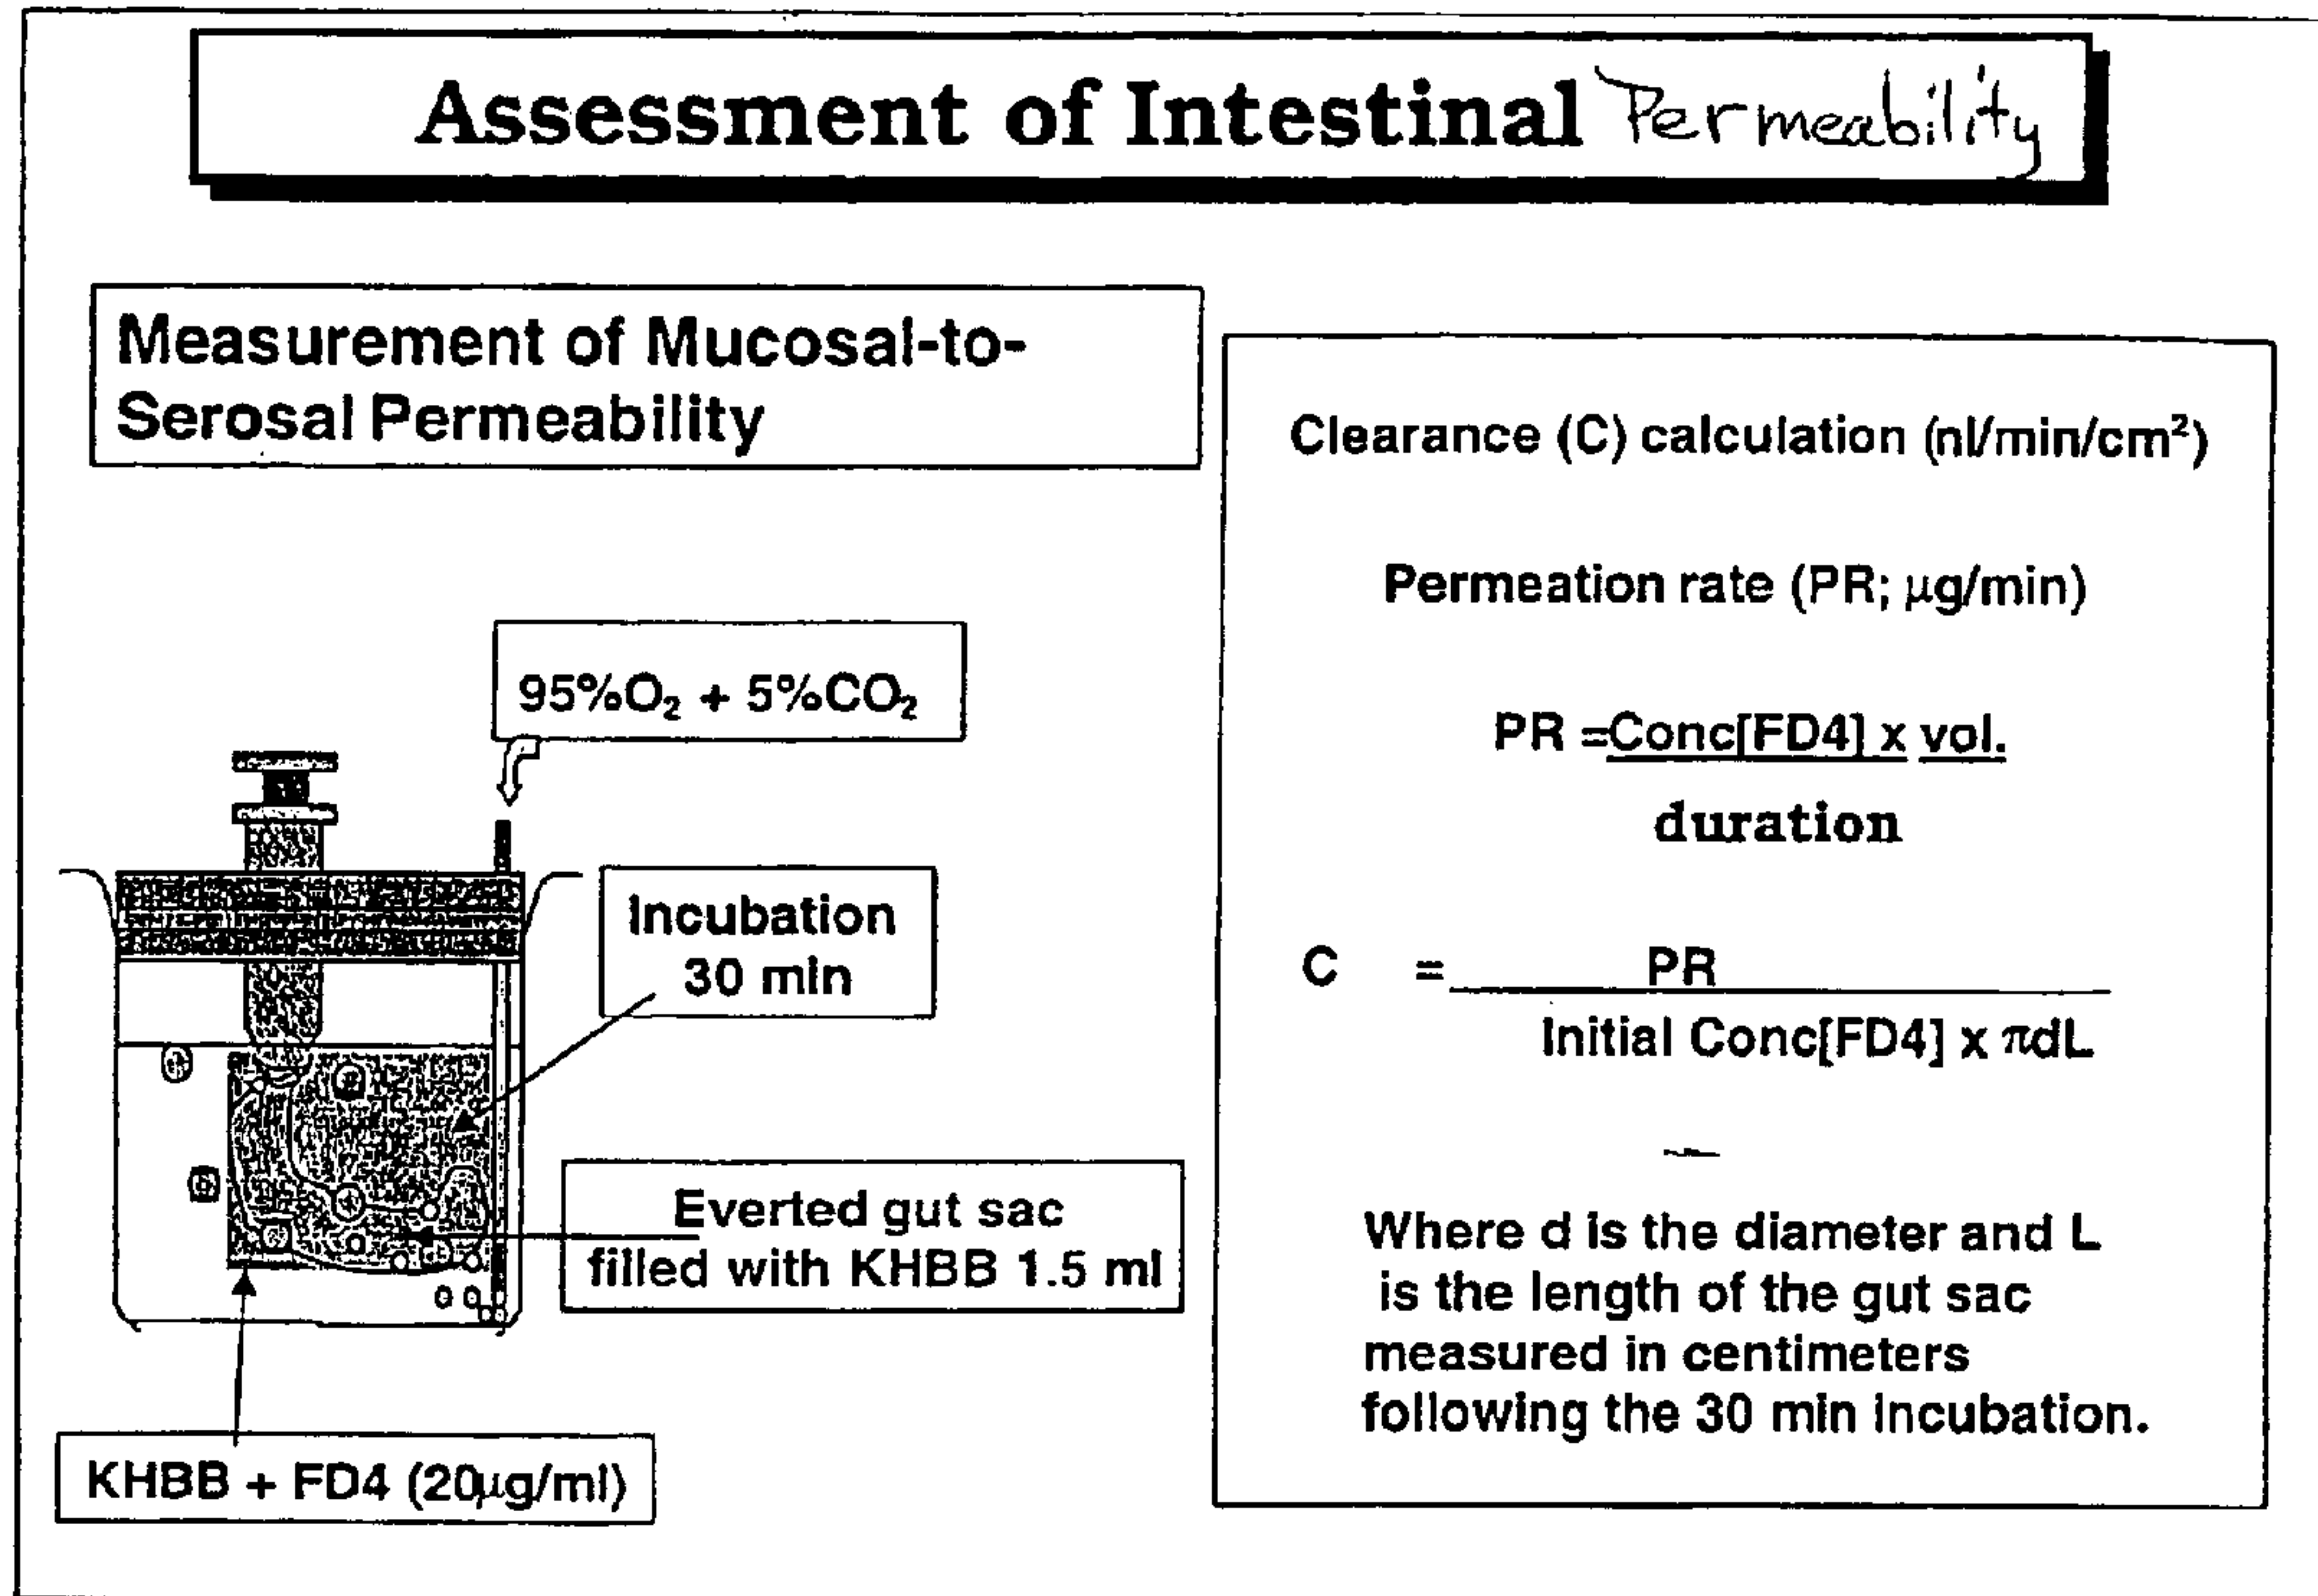 Assessment of Intestinal Permeability
Measurement of Mucosal-to-
Serosal Permeability
95%O₂ + 5%CO₂
Incubation
30 min
Everted gut sac
filled with KHBB 1.5 ml
KHBB + FD4 (20µg/ml)
Clearance (C) calculation (nl/min/cm²)
Permeation rate (PR; µg/min)
PR =Conc[FD4] x vol.
duration
C = PR
Initial Conc[FD4] x πdL
Where d is the diameter and L
is the length of the gut sac
measured in centimeters
following the 30 min incubation.